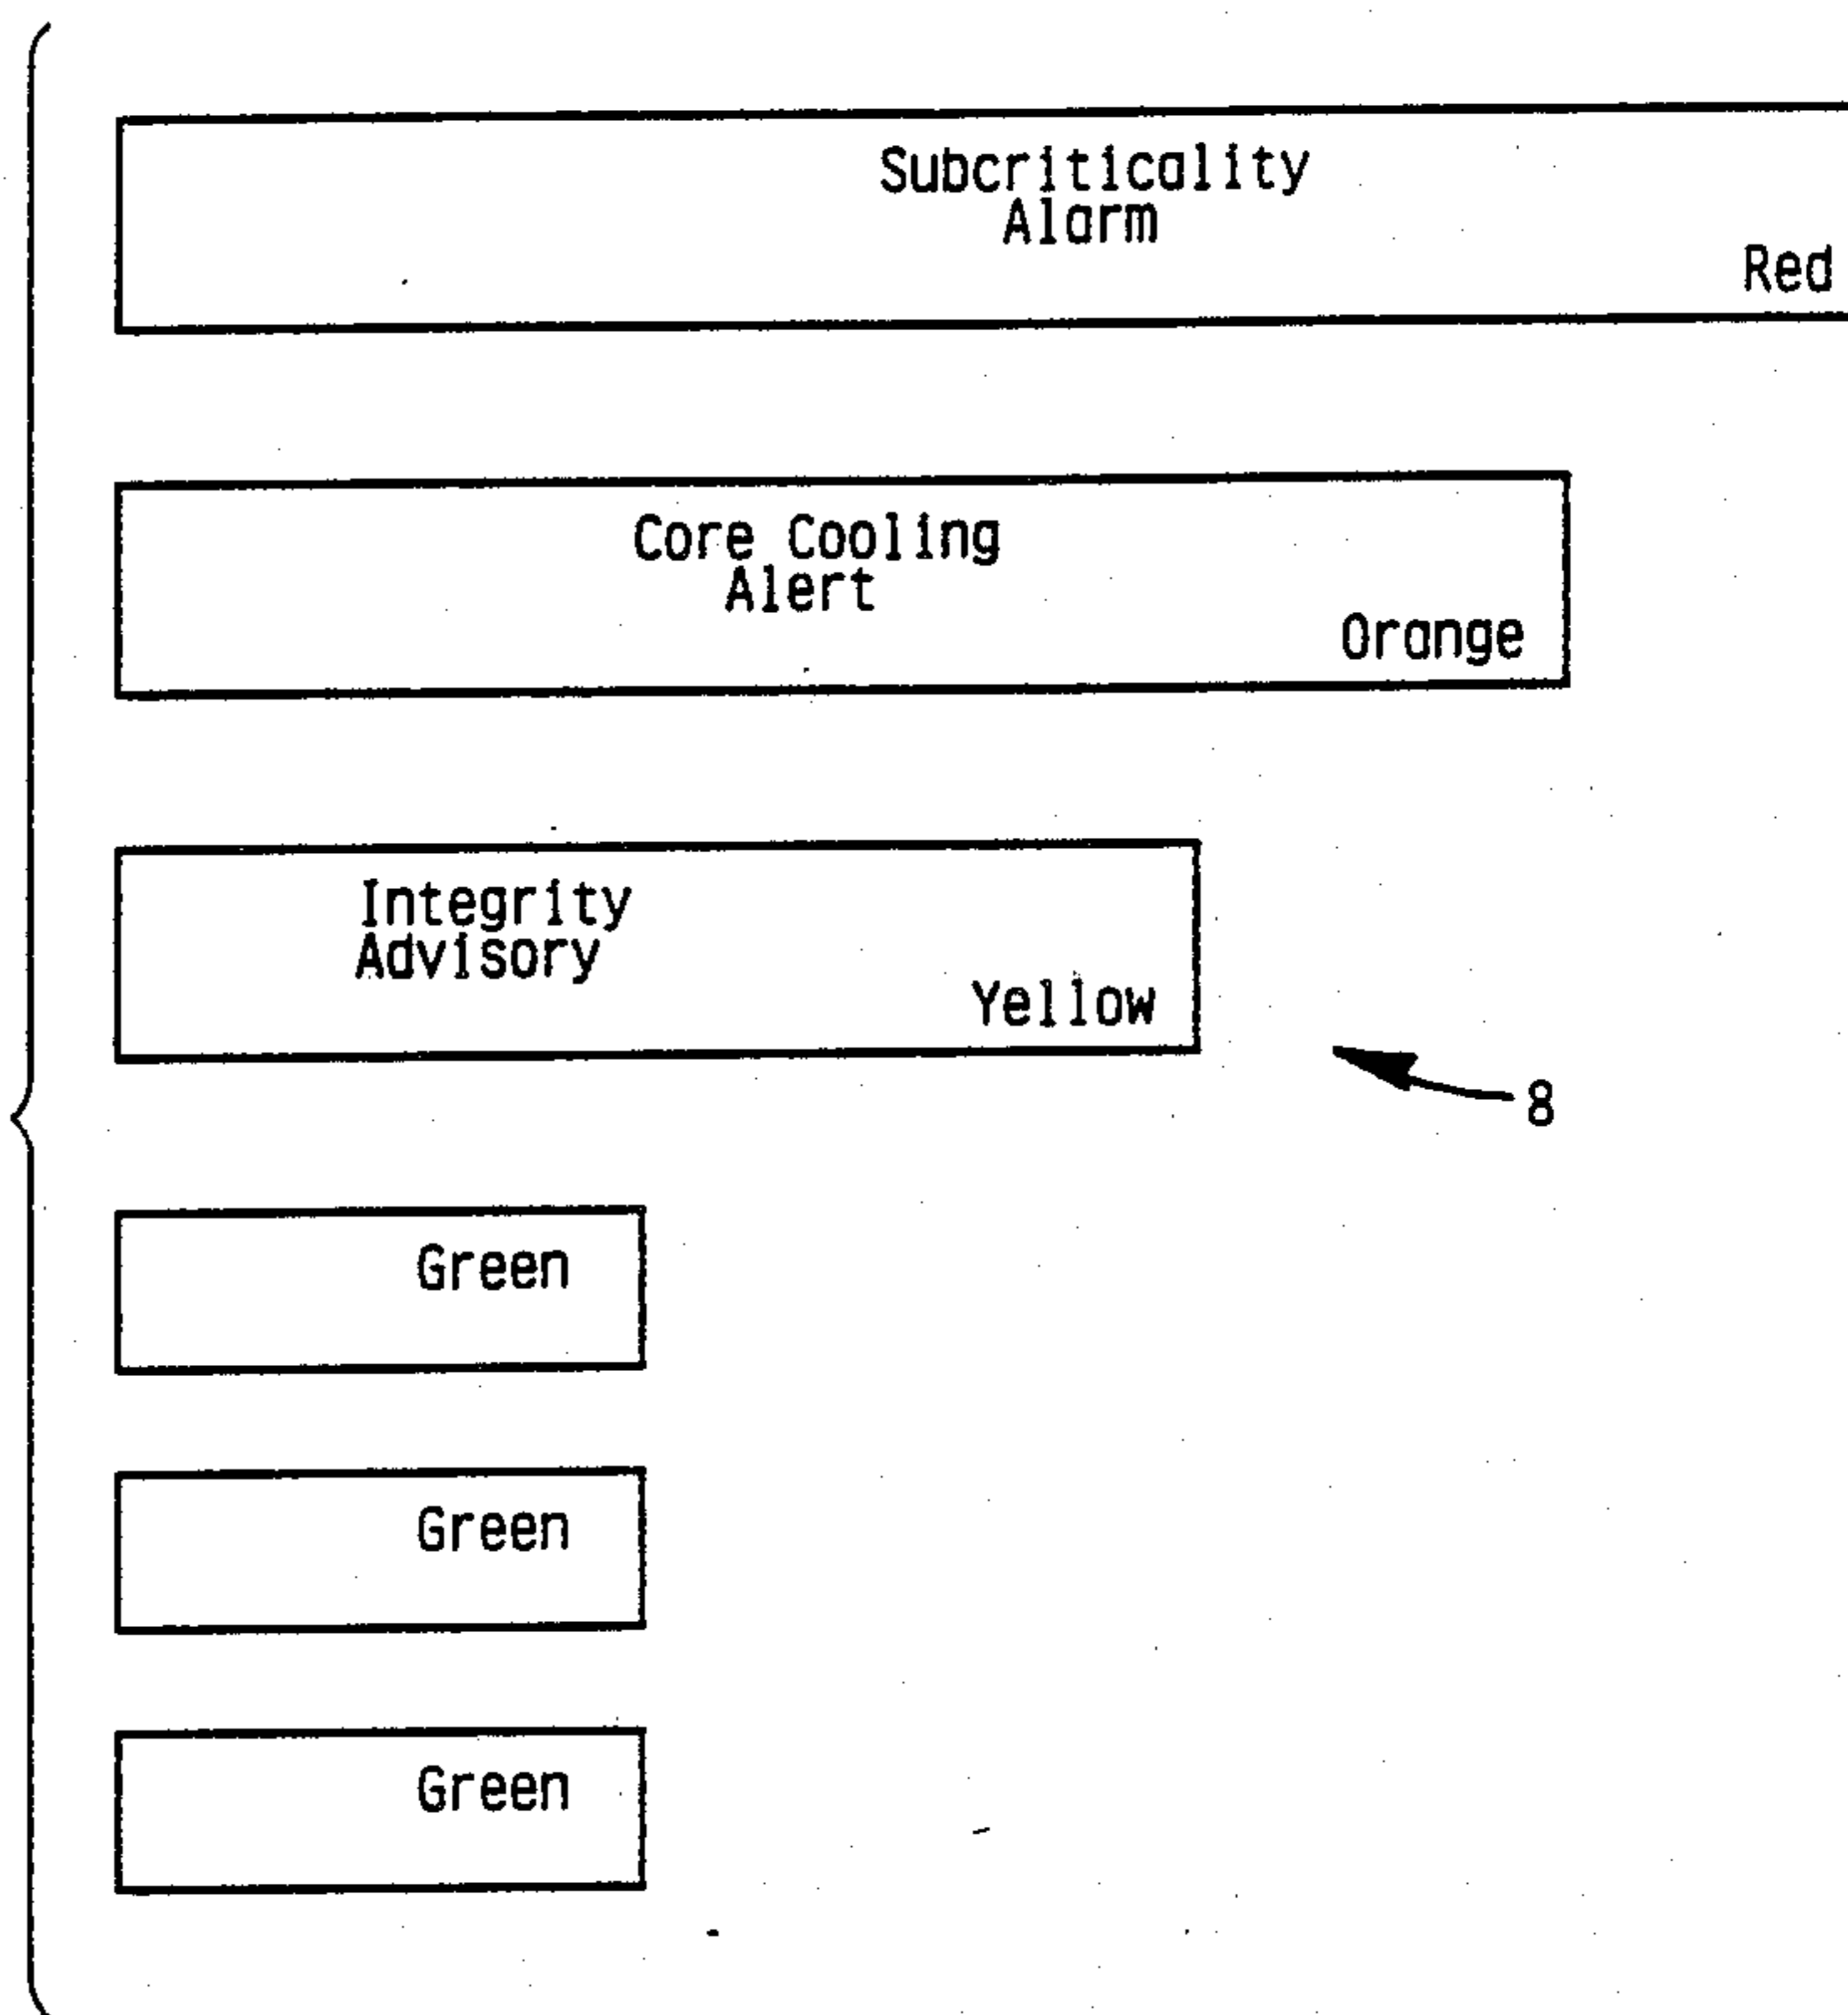 Subcriticality
Alarm
Red
Core Cooling
Alert
Orange
Integrity
Advisory
Yellow
8
Green
Green
Green